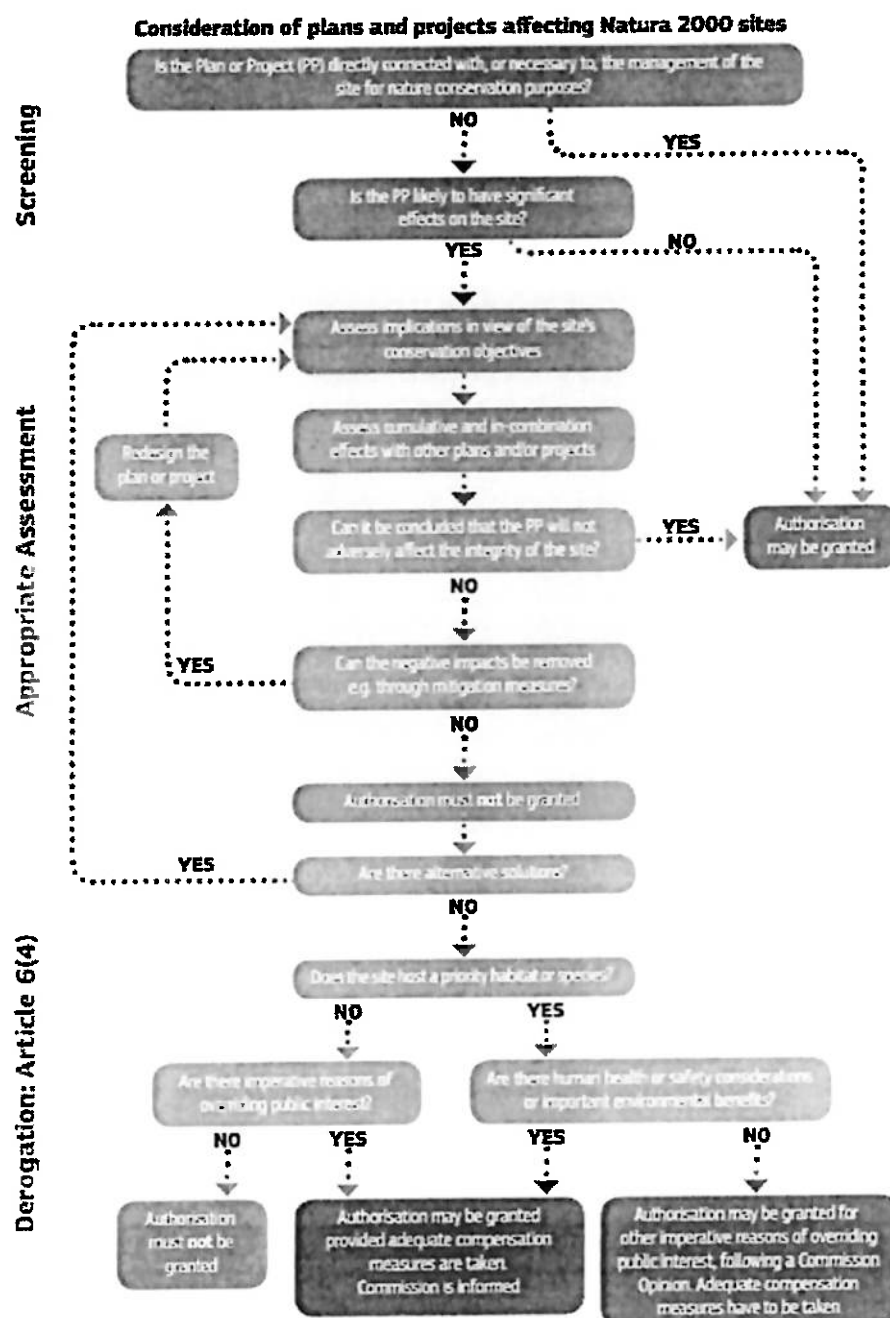 Consideration of plans and projects affecting Natura 2000 sites
Screening
Is the Plan or Project (PP) directly connected with, or necessary to, the management of the
site for nature conservation purposes?
NO
YES
Is the PP likely to have significant
effects on the site?
YES
NO
Appropriate Assessment
Assess implications in view of the site's
conservation objectives
Assess cumulative and in-combination
effects with other plans and/or projects
Redesign the
plan or project
Can it be concluded that the PP will not
adversely affect the integrity of the site?
YES
Authorisation
may be granted
NO
Can the negative impacts be removed
e.g. through mitigation measures?
YES
NO
Authorisation must not be granted
Are there alternative solutions?
YES
NO
Derogation: Article 6(4)
Does the site host a priority habitat or species?
NO
YES
Are there imperative reasons of
overriding public interest?
Are there human health or safety considerations
or important environmental benefits?
NO
YES
YES
NO
Authorisation
must not be
granted
Authorisation may be granted
provided adequate compensation
measures are taken.
Commission is informed
Authorisation may be granted for
other imperative reasons of overriding
public interest, following a Commission
Opinion. Adequate compensation
measures have to be taken